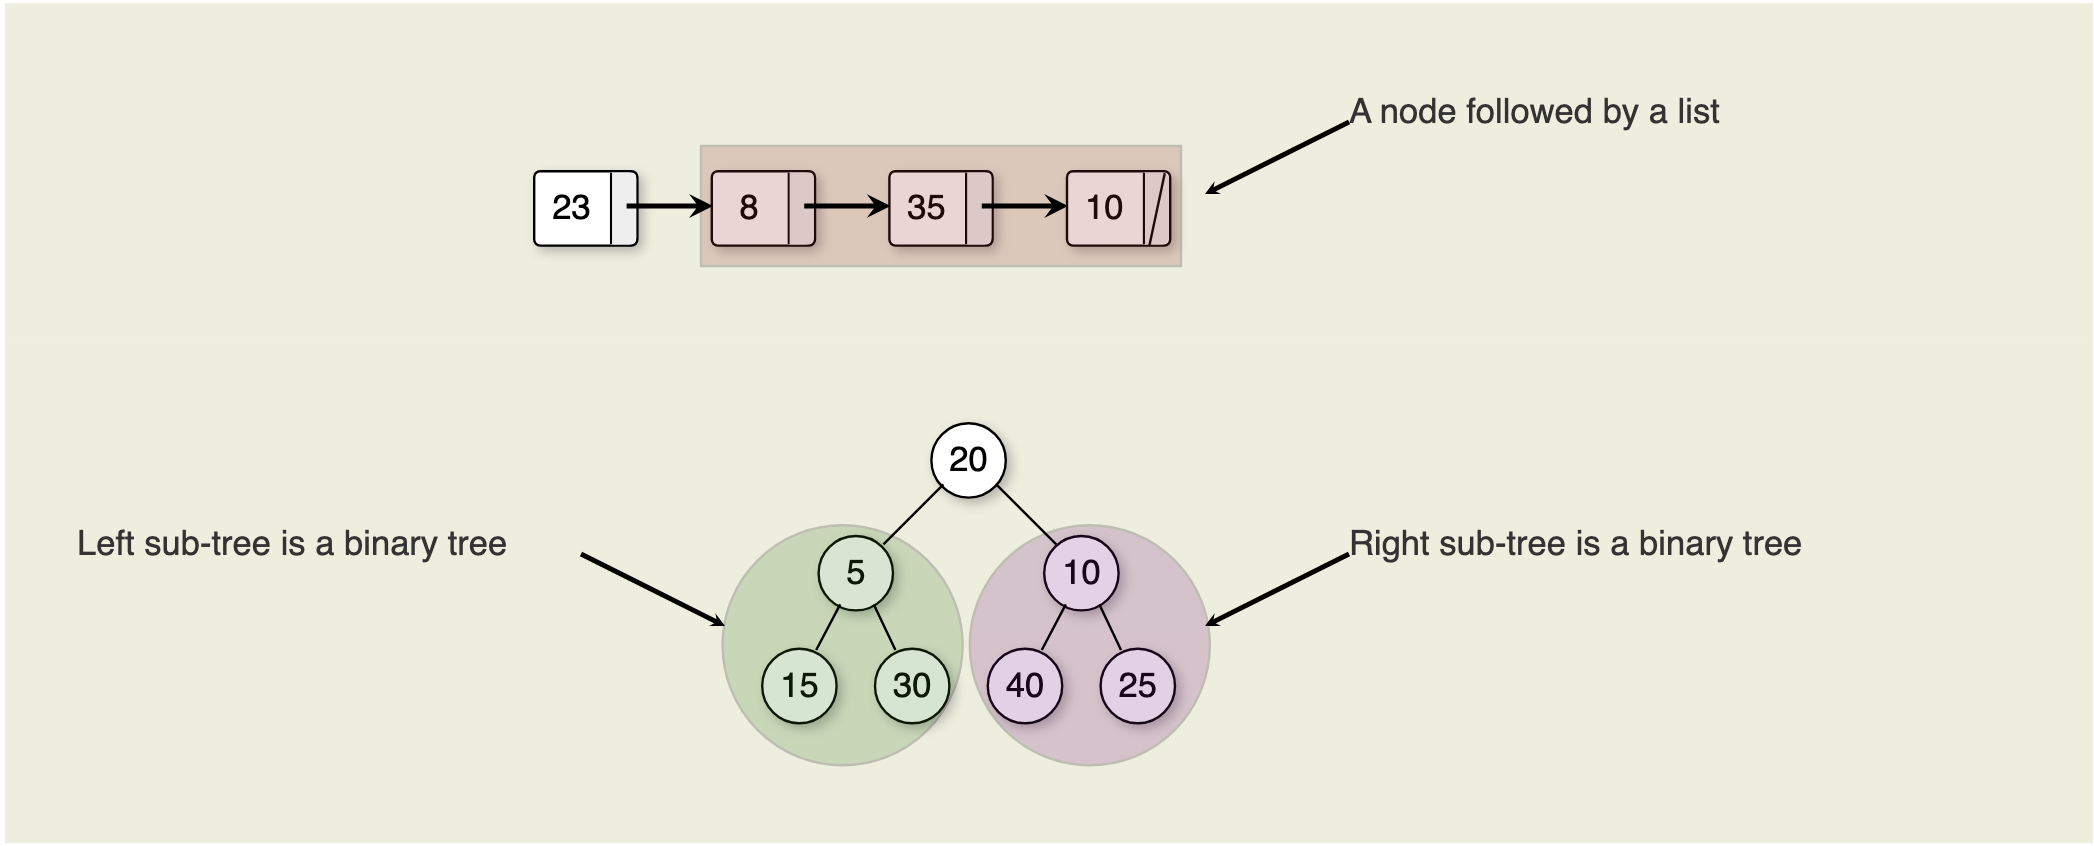 A node followed by a list
23 8 35 10
20
Left sub-tree is a binary tree
Right sub-tree is a binary tree
5 10
15 30 40 25